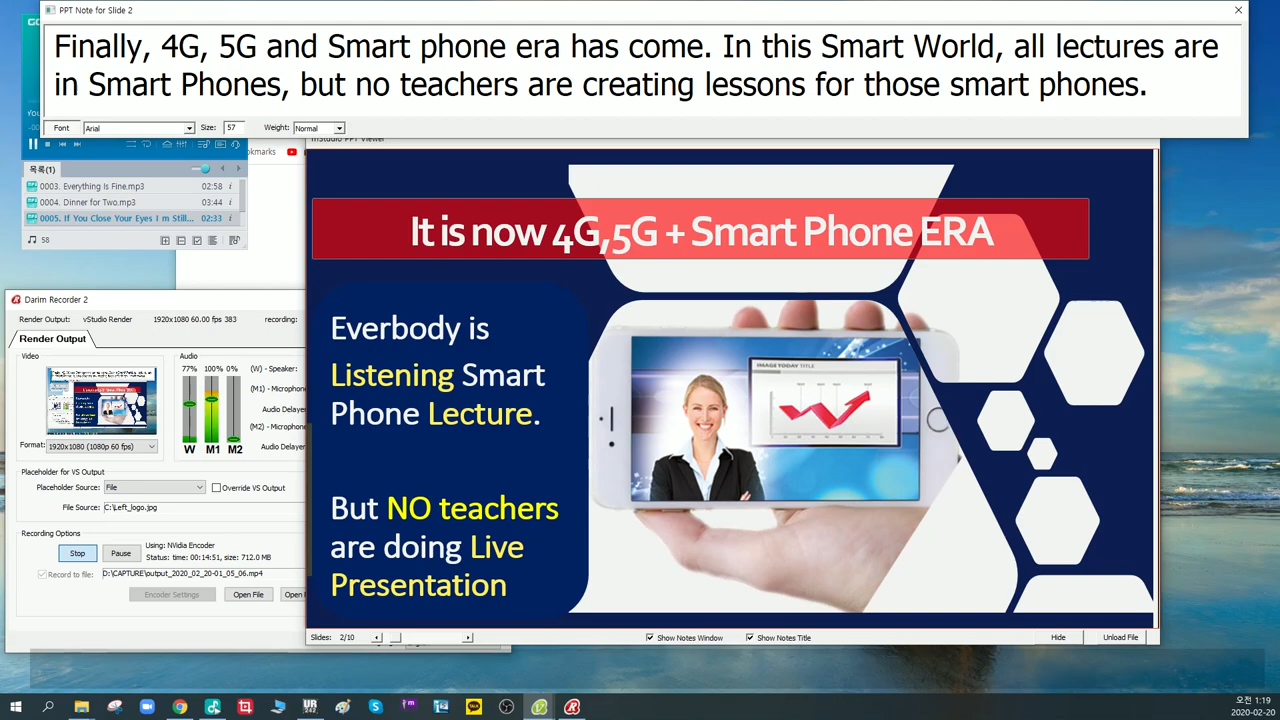 PPT Note for Slide 2
Finally, 4G, 5G and Smart phone era has come. In this Smart World, all lectures are
in Smart Phones, but no teachers are creating lessons for those smart phones.
Font Arial Size: 57 Weight: Normal
목록(1)
0003. Everything Is Fine.mp3 02:58
0004. Dinner for Two.mp3 03:44
0005. If You Close Your Eyes I m Still... 02:33
58
Darim Recorder 2
Render Output: vStudio Render 1920x1080 60.00 fps 383 recording:
Render Output
Video
Audio
77% 100% 0% (W) - Speaker:
(M1) - Microphone
Audio Delayer
(M2) - Microphone
Audio Delayer
W M1 M2
Format: 1920x1080 (1080p 60 fps)
Placeholder for VS Output
Placeholder Source: File Override VS Output
File Source: C:\Left_logo.jpg
Recording Options
Stop Pause Using: NVidia Encoder
Status: time: 00:14:51, size: 712.0 MB
Record to file: D:\CAPTURE\output_2020_02_20-01_05_06.mp4
Encoder Settings Open File Open
It is now 4G,5G + Smart Phone ERA
Everbody is
Listening Smart
Phone Lecture.
But NO teachers
are doing Live
Presentation
IMAGE TODAY TITLE
Slides: 2/10 Show Notes Window Show Notes Title Hide Unload File
오전 1:19
2020-02-20